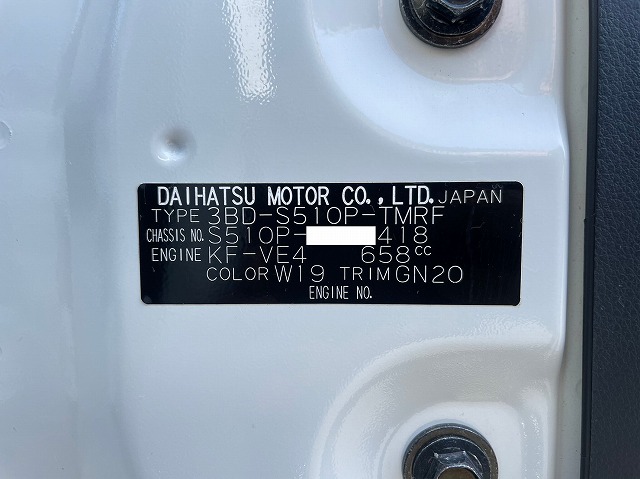 DAIHATSU MOTOR CO., LTD. JAPAN
TYPE 3BD-S510P-TMRF
CHASSIS NO. S510P- 418
ENGINE KF-VE4 658cc
COLOR W19 TRIM GN20
ENGINE NO.